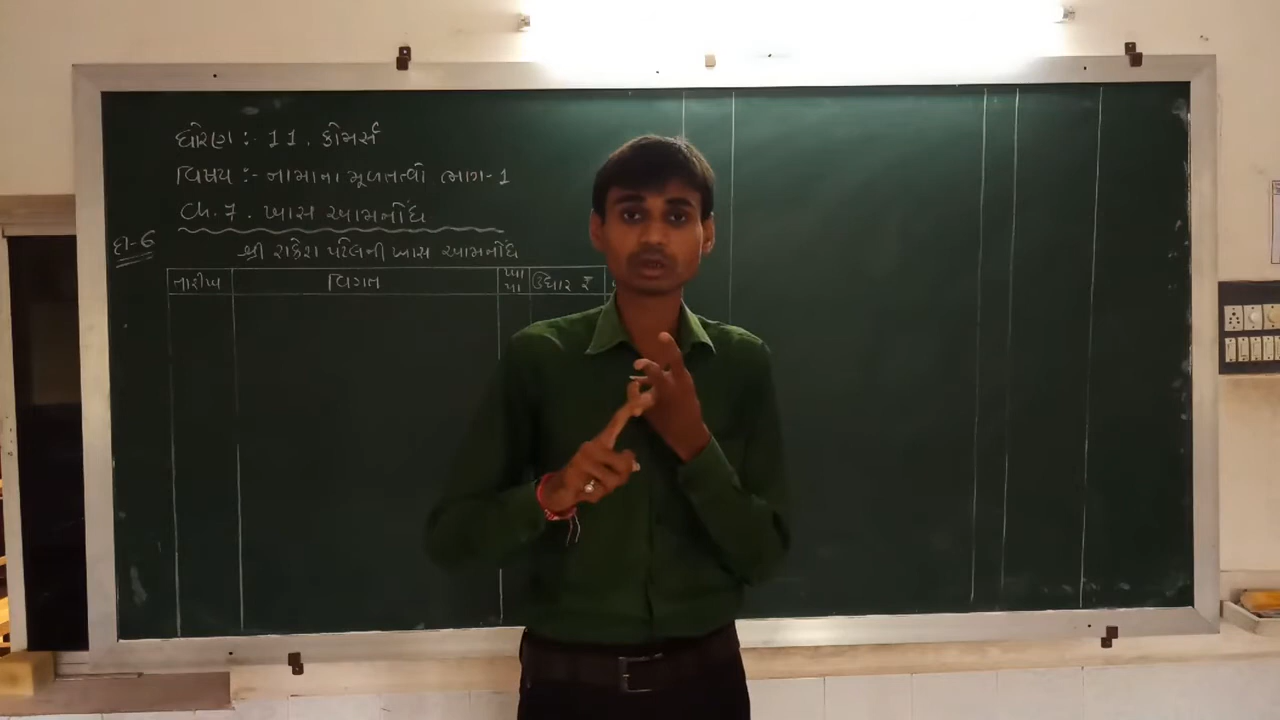 ધોરણ :- 11 . કોમર્સ
વિષય :- નામાના મૂળતત્વો ભાગ-1
Ch. 7 . ખાસ આમનોંધ
દા-6
શ્રી રાકેશ પટેલની ખાસ આમનોંધ
તારીખ વિગત ખા પા ઉધાર ₹